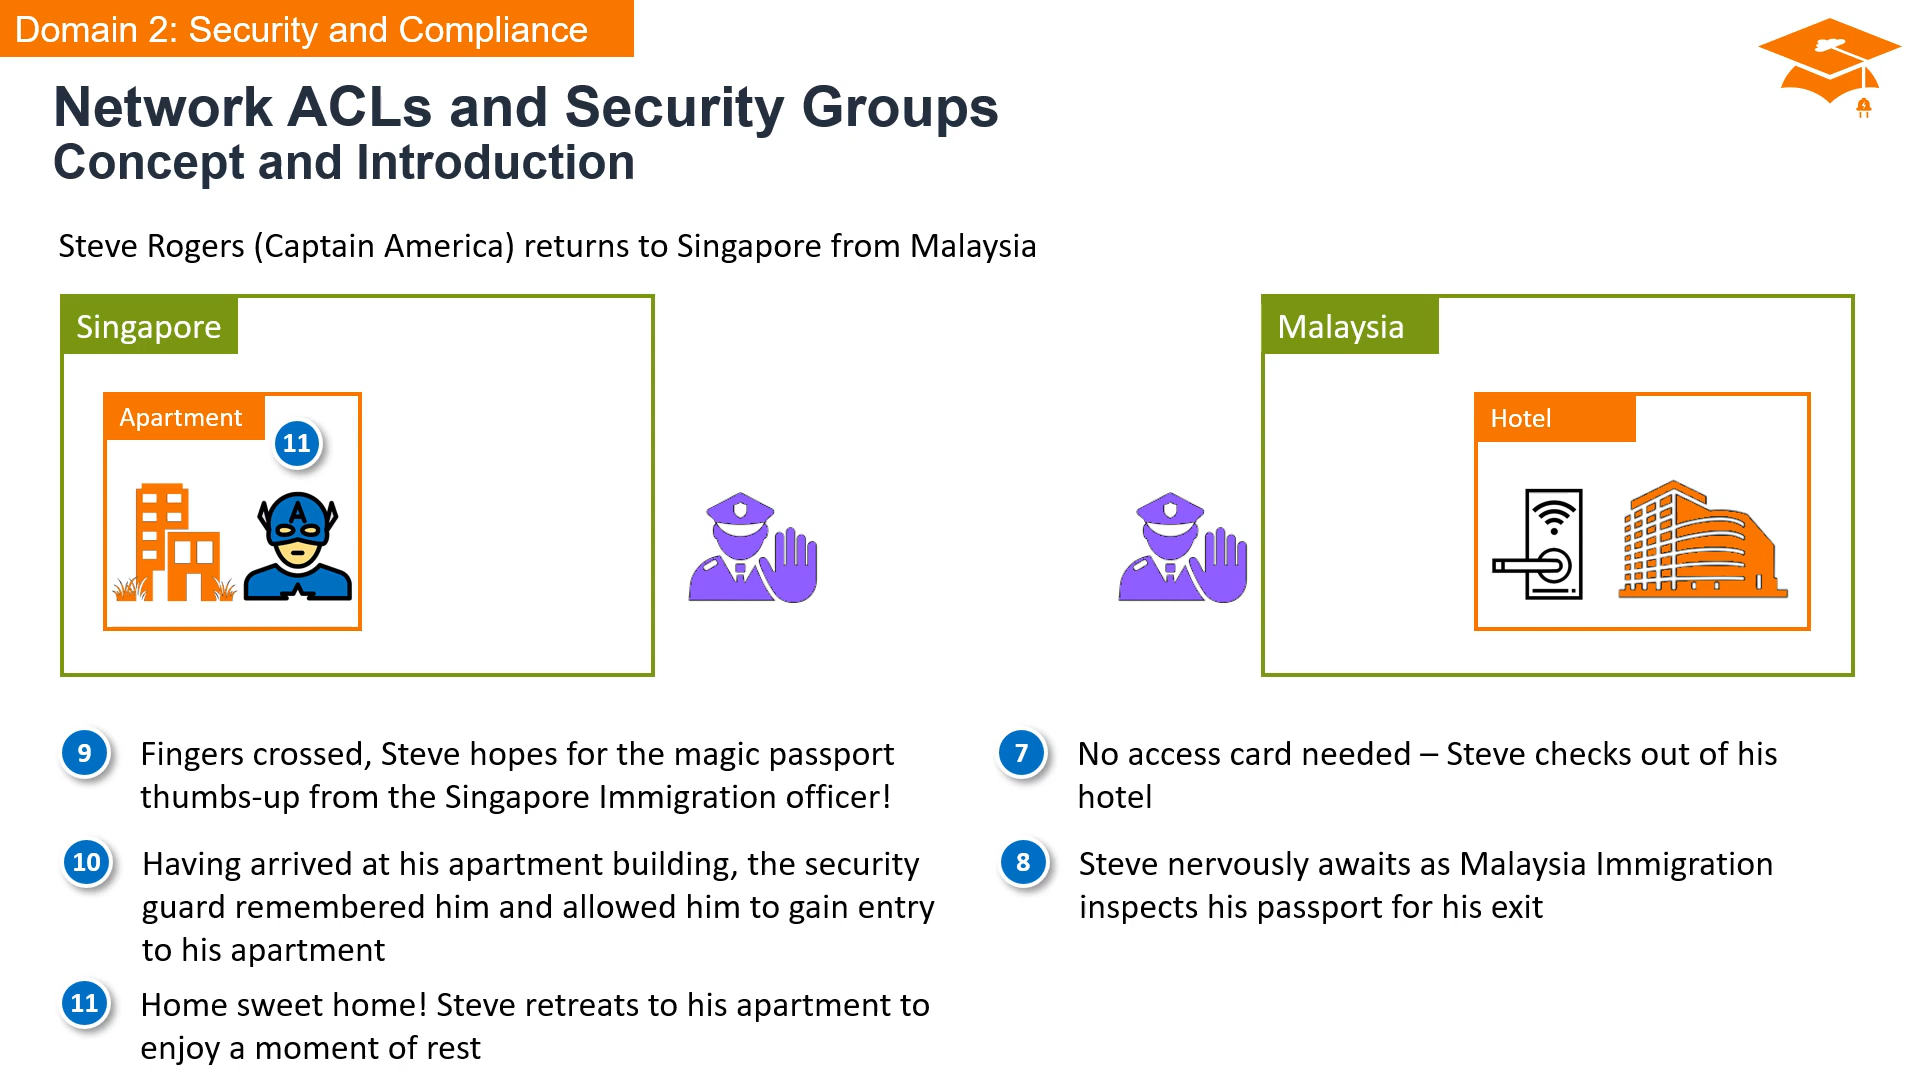 Domain 2: Security and Compliance
Network ACLs and Security Groups
Concept and Introduction
Steve Rogers (Captain America) returns to Singapore from Malaysia
Singapore
Apartment
11
A
Malaysia
Hotel
9
Fingers crossed, Steve hopes for the magic passport
thumbs-up from the Singapore Immigration officer!
10
Having arrived at his apartment building, the security
guard remembered him and allowed him to gain entry
to his apartment
11
Home sweet home! Steve retreats to his apartment to
enjoy a moment of rest
7
No access card needed – Steve checks out of his
hotel
8
Steve nervously awaits as Malaysia Immigration
inspects his passport for his exit